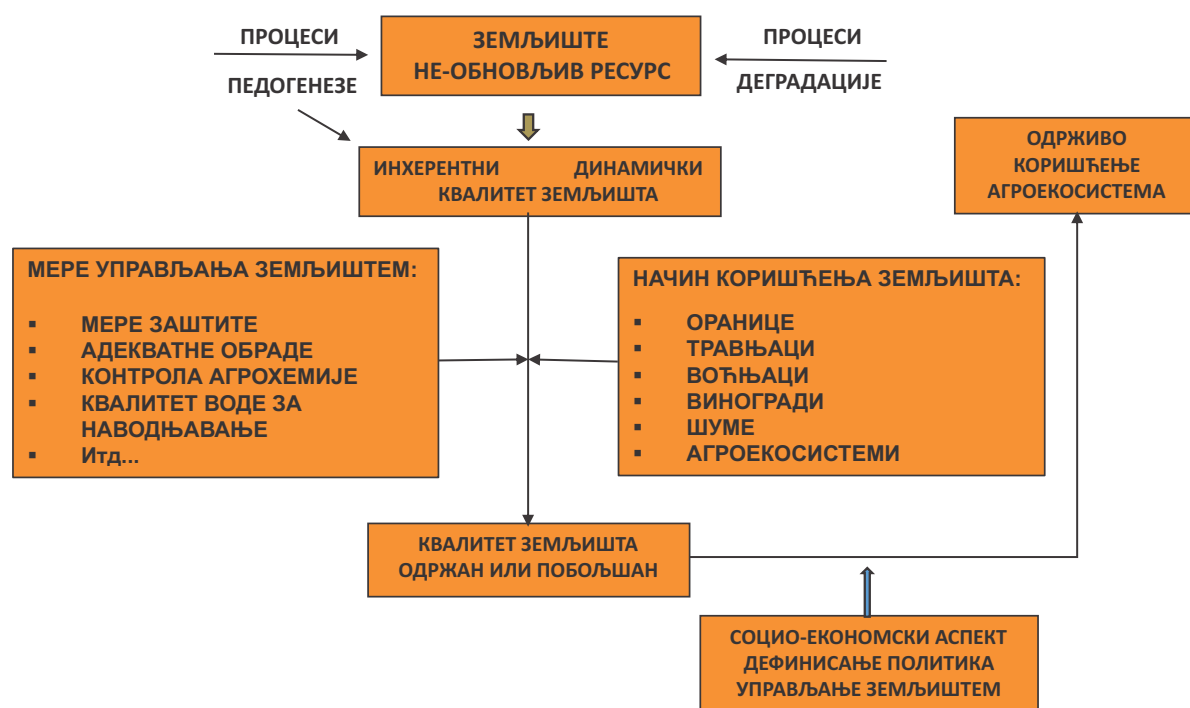 ПРОЦЕСИ
ПЕДОГЕНЕЗЕ
ЗЕМЉИШТЕ
НЕ-ОБНОВЉИВ РЕСУРС
ПРОЦЕСИ
ДЕГРАДАЦИЈЕ
ИНХЕРЕНТНИ ДИНАМИЧКИ
КВАЛИТЕТ ЗЕМЉИШТА
ОДРЖИВО
КОРИШЋЕЊЕ
АГРОЕКОСИСТЕМА
МЕРЕ УПРАВЉАЊА ЗЕМЉИШТЕМ:
▪ МЕРЕ ЗАШТИТЕ
▪ АДЕКВАТНЕ ОБРАДЕ
▪ КОНТРОЛА АГРОХЕМИЈЕ
▪ КВАЛИТЕТ ВОДЕ ЗА
НАВОДЊАВАЊЕ
▪ Итд...
НАЧИН КОРИШЋЕЊА ЗЕМЉИШТА:
▪ ОРАНИЦЕ
▪ ТРАВЊАЦИ
▪ ВОЋЊАЦИ
▪ ВИНОГРАДИ
▪ ШУМЕ
▪ АГРОЕКОСИСТЕМИ
КВАЛИТЕТ ЗЕМЉИШТА
ОДРЖАН ИЛИ ПОБОЉШАН
СОЦИО-ЕКОНОМСКИ АСПЕКТ
ДЕФИНИСАЊЕ ПОЛИТИКА
УПРАВЉАЊЕ ЗЕМЉИШТЕМ